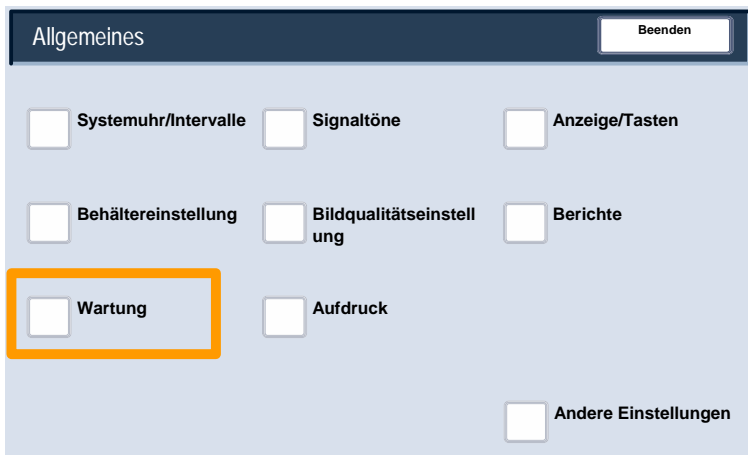 Allgemeines
Beenden
Systemuhr/Intervalle
Signaltöne
Anzeige/Tasten
Behältereinstellung
Bildqualitätseinstell
ung
Berichte
Wartung
Aufdruck
Andere Einstellungen